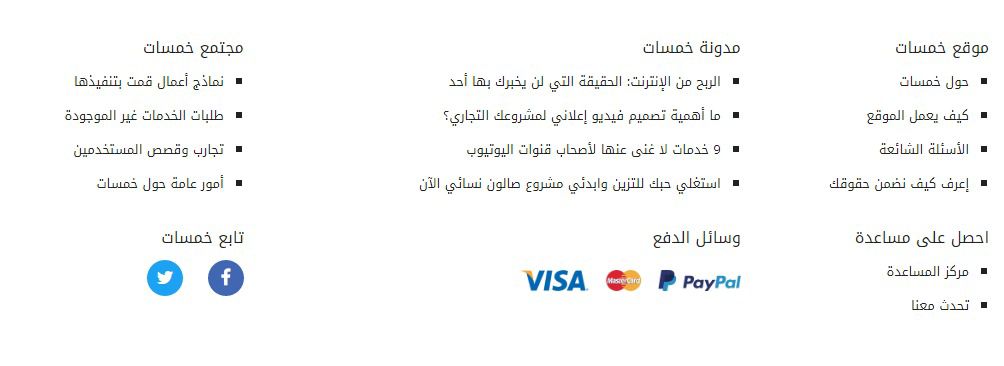 موقع خمسات
حول خمسات
كيف يعمل الموقع
الأسئلة الشائعة
إعرف كيف نضمن حقوقك
مدونة خمسات
الربح من الإنترنت: الحقيقة التي لن يخبرك بها أحد
ما أهمية تصميم فيديو إعلاني لمشروعك التجاري؟
9 خدمات لا غنى عنها لأصحاب قنوات اليوتيوب
استغلي حبك للتزين وابدئي مشروع صالون نسائي الآن
مجتمع خمسات
نماذج أعمال قمت بتنفيذها
طلبات الخدمات غير الموجودة
تجارب وقصص المستخدمين
أمور عامة حول خمسات
احصل على مساعدة
مركز المساعدة
تحدث معنا
وسائل الدفع
VISA MasterCard PayPal
تابع خمسات